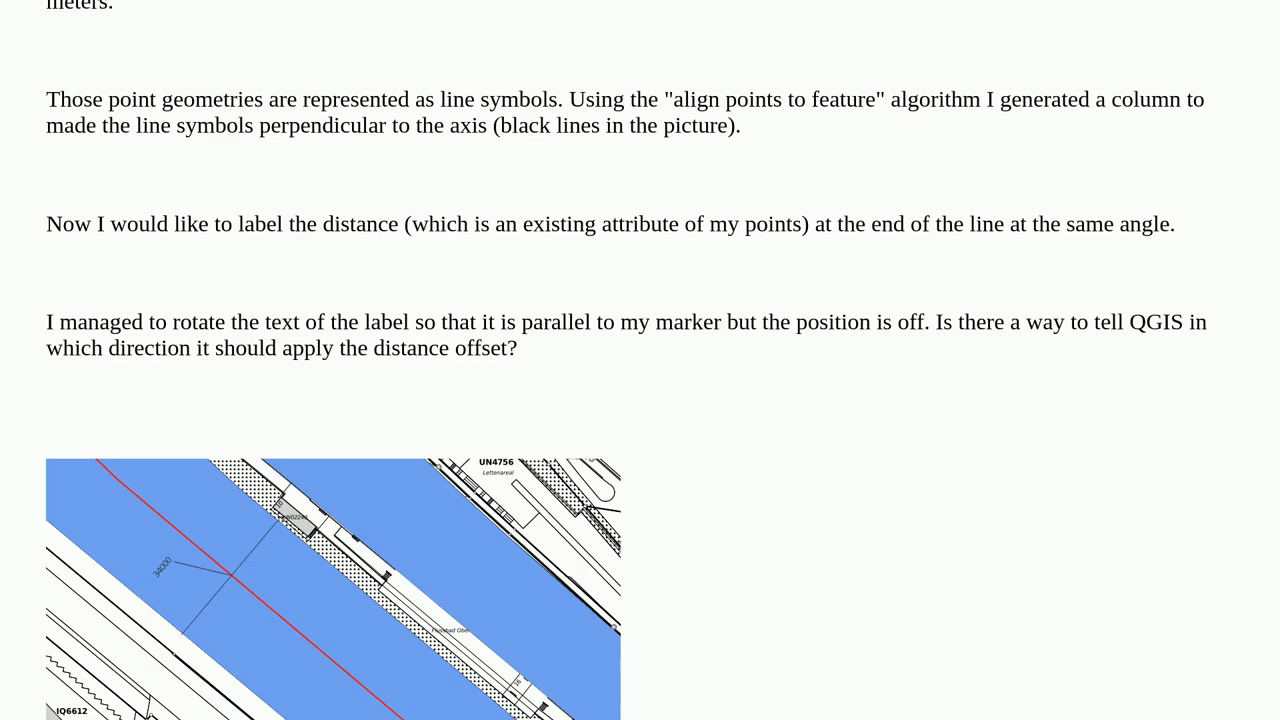 meters.
Those point geometries are represented as line symbols. Using the "align points to feature" algorithm I generated a column to
made the line symbols perpendicular to the axis (black lines in the picture).
Now I would like to label the distance (which is an existing attribute of my points) at the end of the line at the same angle.
I managed to rotate the text of the label so that it is parallel to my marker but the position is off. Is there a way to tell QGIS in
which direction it should apply the distance offset?
UN4756
Lettenareal
34000
IQ6612